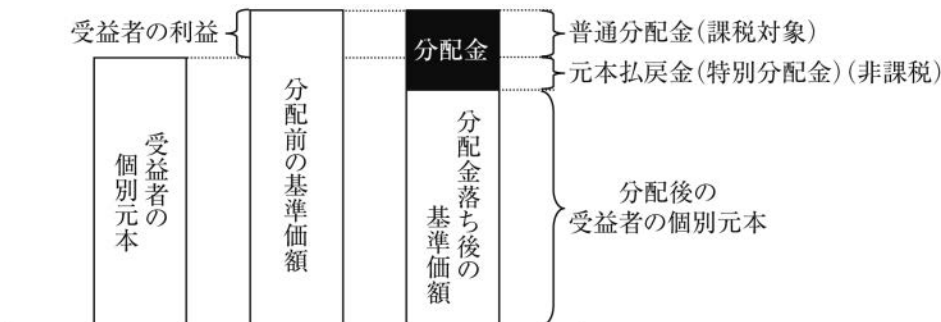 受益者の利益
分配金
普通分配金(課税対象)
元本払戻金(特別分配金)(非課税)
受益者の
個別元本
分配前の基準価額
分配金落ち後の
基準価額
分配後の
受益者の個別元本